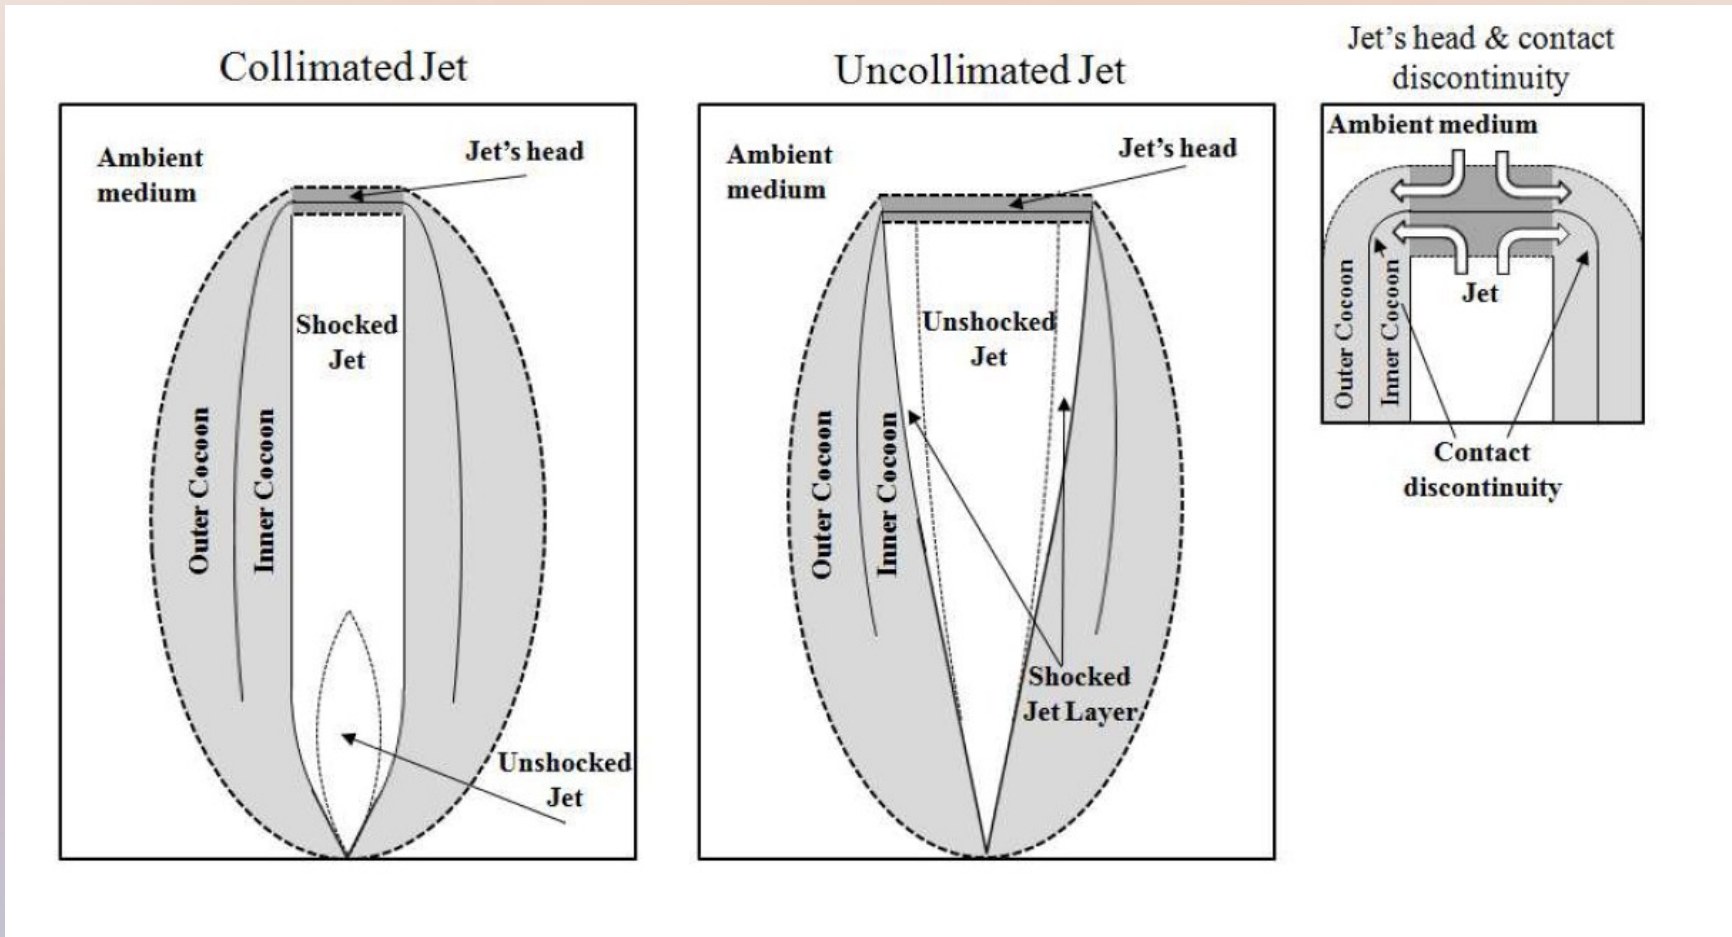 Collimated Jet
Ambient
medium
Jet's head
Shocked
Jet
Outer Cocoon
Inner Cocoon
Unshocked
Jet
Uncollimated Jet
Ambient
medium
Jet's head
Unshocked
Jet
Outer Cocoon
Inner Cocoon
Shocked
Jet Layer
Jet's head & contact
discontinuity
Ambient medium
Jet
Outer Cocoon
Inner Cocoon
Contact
discontinuity